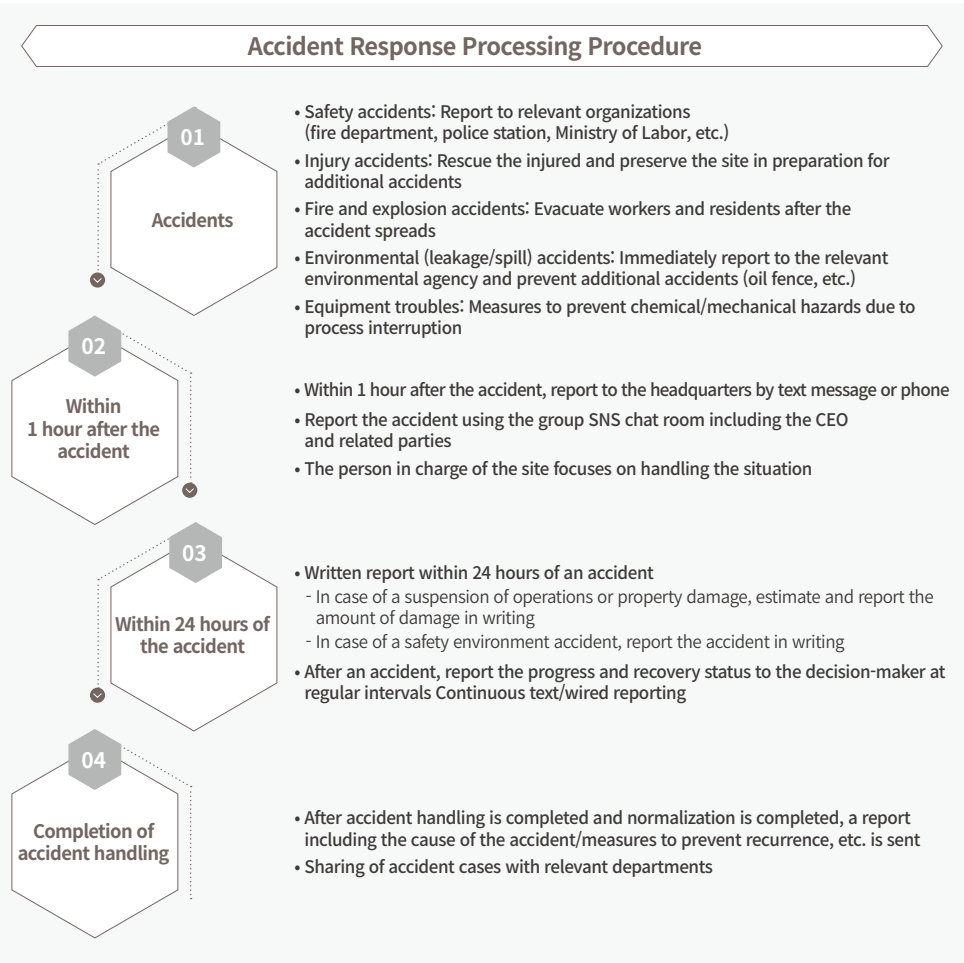 Accident Response Processing Procedure
01
Accidents
• Safety accidents: Report to relevant organizations
(fire department, police station, Ministry of Labor, etc.)
• Injury accidents: Rescue the injured and preserve the site in preparation for
additional accidents
• Fire and explosion accidents: Evacuate workers and residents after the
accident spreads
• Environmental (leakage/spill) accidents: Immediately report to the relevant
environmental agency and prevent additional accidents (oil fence, etc.)
• Equipment troubles: Measures to prevent chemical/mechanical hazards due to
process interruption
02
Within
1 hour after the
accident
• Within 1 hour after the accident, report to the headquarters by text message or phone
• Report the accident using the group SNS chat room including the CEO
and related parties
• The person in charge of the site focuses on handling the situation
03
Within 24 hours of
the accident
• Written report within 24 hours of an accident
- In case of a suspension of operations or property damage, estimate and report the
amount of damage in writing
- In case of a safety environment accident, report the accident in writing
• After an accident, report the progress and recovery status to the decision-maker at
regular intervals Continuous text/wired reporting
04
Completion of
accident handling
• After accident handling is completed and normalization is completed, a report
including the cause of the accident/measures to prevent recurrence, etc. is sent
• Sharing of accident cases with relevant departments